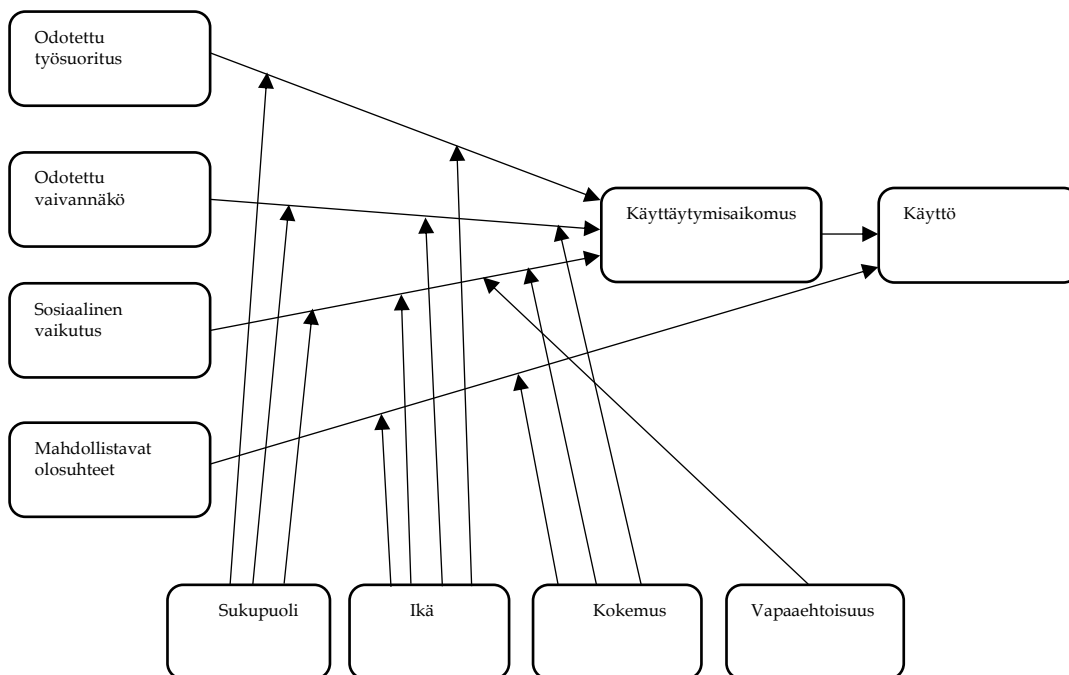 Odotettu
työsuoritus
Odotettu
vaivannäkö
Käyttäytymisaikomus
Käyttö
Sosiaalinen
vaikutus
Mahdollistavat
olosuhteet
Sukupuoli
Ikä
Kokemus
Vapaaehtoisuus